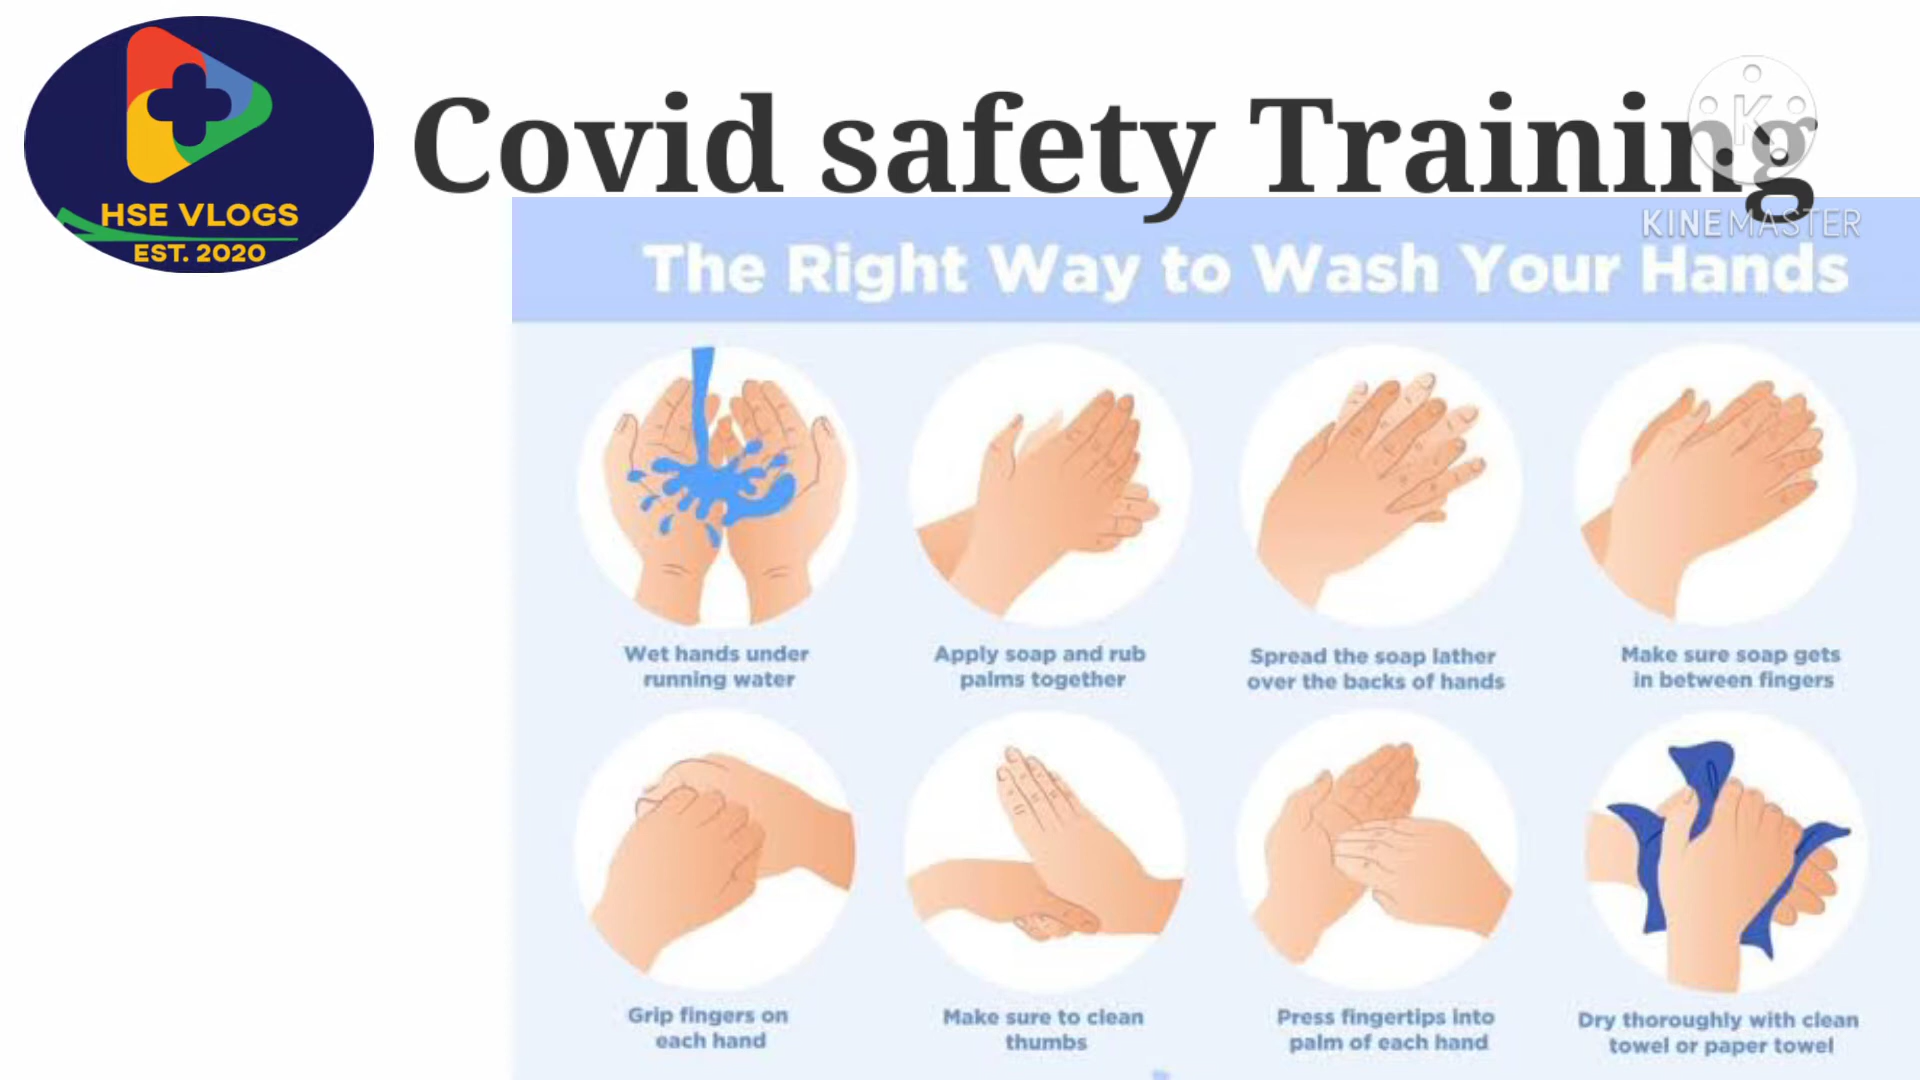 HSE VLOGS
EST. 2020
Covid safety Training
K
KINEMASTER
The Right Way to Wash Your Hands
Wet hands under
running water
Apply soap and rub
palms together
Spread the soap lather
over the backs of hands
Make sure soap gets
in between fingers
Grip fingers on
each hand
Make sure to clean
thumbs
Press fingertips into
palm of each hand
Dry thoroughly with clean
towel or paper towel